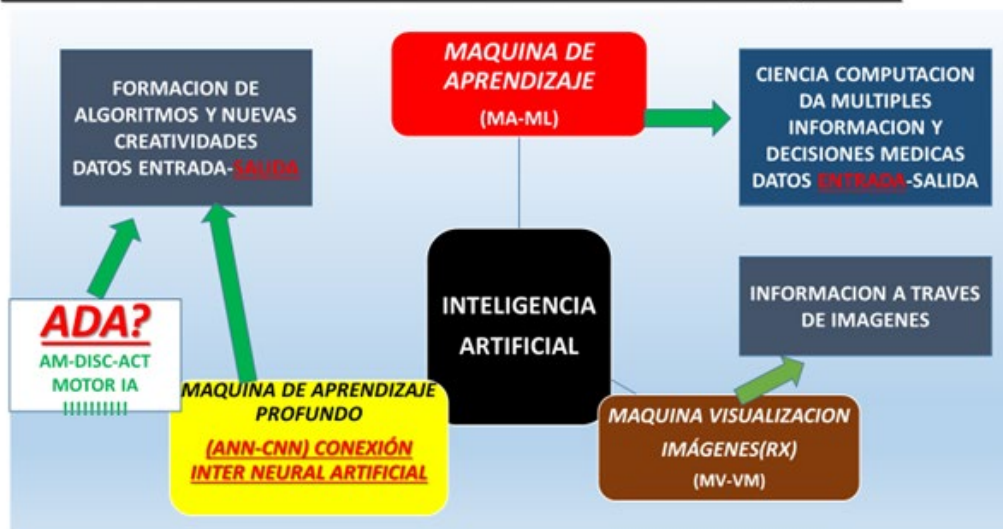 MAQUINA DE
APRENDIZAJE
(MA-ML)
FORMACION DE
ALGORITMOS Y NUEVAS
CREATIVIDADES
DATOS ENTRADA-SALIDA
CIENCIA COMPUTACION
DA MULTIPLES
INFORMACION Y
DECISIONES MEDICAS
DATOS ENTRADA-SALIDA
INTELIGENCIA
ARTIFICIAL
INFORMACION A TRAVES
DE IMAGENES
ADA?
AM-DISC-ACT
MOTOR IA
!!!!!!!!!!
MAQUINA DE APRENDIZAJE
PROFUNDO
(ANN-CNN) CONEXIÓN
INTER NEURAL ARTIFICIAL
MAQUINA VISUALIZACION
IMÁGENES(RX)
(MV-VM)